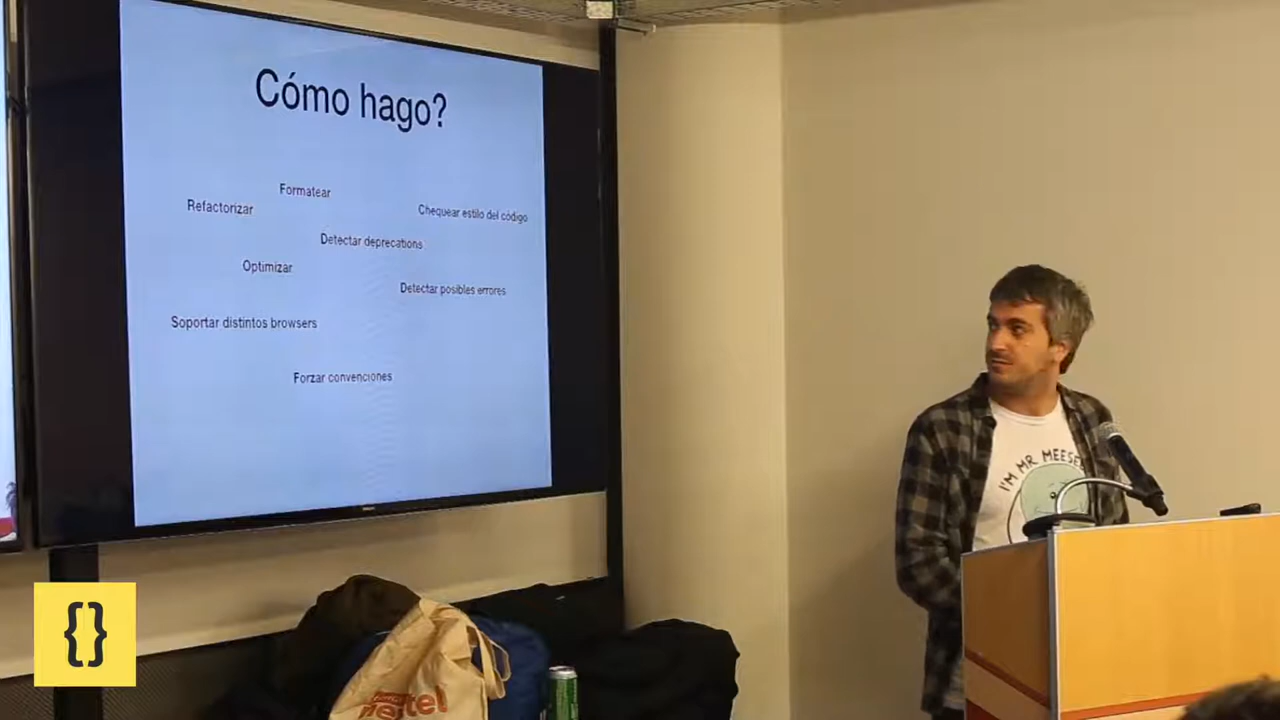 Cómo hago?
Formatear
Refactorizar
Chequear estilo del código
Detectar deprecations
Optimizar
Detectar posibles errores
Soportar distintos browsers
Forzar convenciones
I'M MR MEESEE
{}